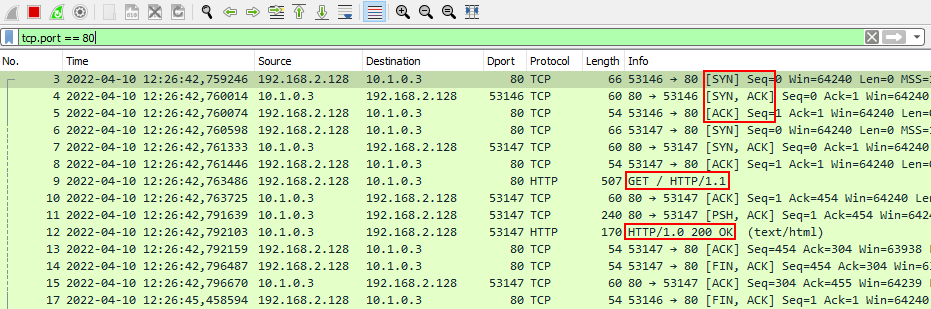 tcp.port == 80
No. Time Source Destination Dport Protocol Length Info
3 2022-04-10 12:26:42,759246 192.168.2.128 10.1.0.3 80 TCP 66 53146 → 80 [SYN] Seq=0 Win=64240 Len=0 MSS=
4 2022-04-10 12:26:42,760014 10.1.0.3 192.168.2.128 53146 TCP 60 80 → 53146 [SYN, ACK] Seq=0 Ack=1 Win=64240
5 2022-04-10 12:26:42,760074 192.168.2.128 10.1.0.3 80 TCP 54 53146 → 80 [ACK] Seq=1 Ack=1 Win=64240 Len=
6 2022-04-10 12:26:42,760598 192.168.2.128 10.1.0.3 80 TCP 66 53147 → 80 [SYN] Seq=0 Win=64240 Len=0 MSS=
7 2022-04-10 12:26:42,761333 10.1.0.3 192.168.2.128 53147 TCP 60 80 → 53147 [SYN, ACK] Seq=0 Ack=1 Win=64240
8 2022-04-10 12:26:42,761446 192.168.2.128 10.1.0.3 80 TCP 54 53147 → 80 [ACK] Seq=1 Ack=1 Win=64240 Len=
9 2022-04-10 12:26:42,763486 192.168.2.128 10.1.0.3 80 HTTP 507 GET / HTTP/1.1
10 2022-04-10 12:26:42,763725 10.1.0.3 192.168.2.128 53147 TCP 60 80 → 53147 [ACK] Seq=1 Ack=454 Win=64240 L
11 2022-04-10 12:26:42,791639 10.1.0.3 192.168.2.128 53147 TCP 240 80 → 53147 [PSH, ACK] Seq=1 Ack=454 Win=642
12 2022-04-10 12:26:42,792103 10.1.0.3 192.168.2.128 53147 HTTP 170 HTTP/1.0 200 OK (text/html)
13 2022-04-10 12:26:42,792159 192.168.2.128 10.1.0.3 80 TCP 54 53147 → 80 [ACK] Seq=454 Ack=304 Win=63938
14 2022-04-10 12:26:42,796487 192.168.2.128 10.1.0.3 80 TCP 54 53147 → 80 [FIN, ACK] Seq=454 Ack=304 Win=6
15 2022-04-10 12:26:42,796670 10.1.0.3 192.168.2.128 53147 TCP 60 80 → 53147 [ACK] Seq=304 Ack=455 Win=64239
17 2022-04-10 12:26:45,458594 192.168.2.128 10.1.0.3 80 TCP 54 53146 → 80 [FIN, ACK] Seq=1 Ack=1 Win=64240